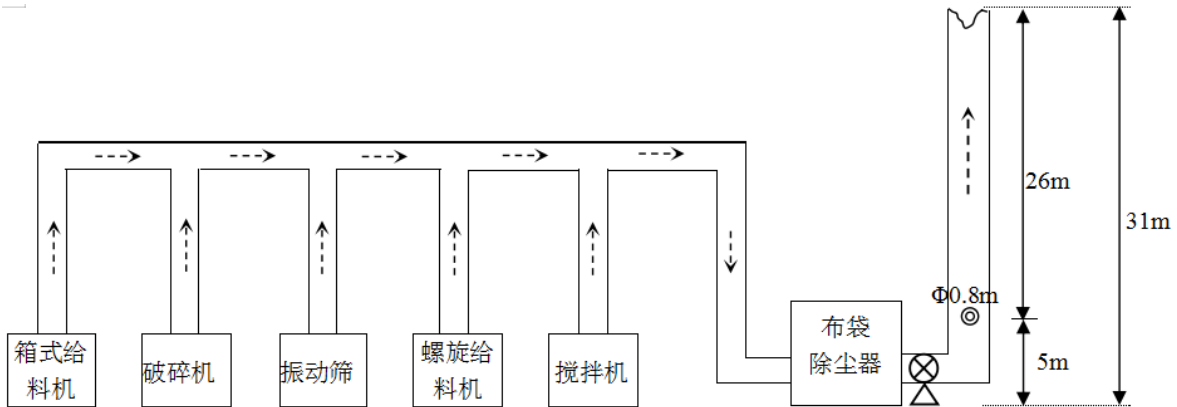 箱式给
料机
破碎机
振动筛
螺旋给
料机
搅拌机
布袋
除尘器
Φ0.8m
26m
5m
31m